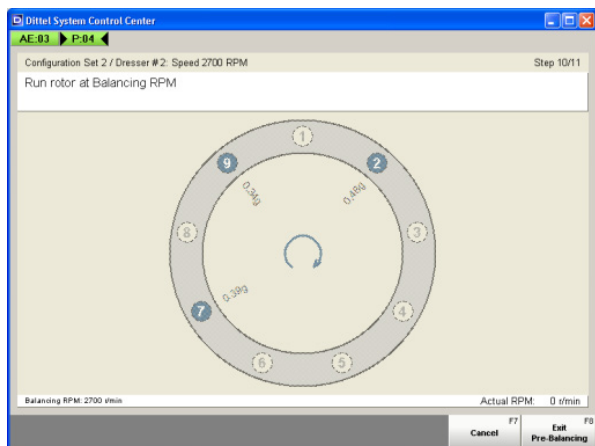 Dittel System Control Center
AE:03 P:04
Configuration Set 2 / Dresser # 2: Speed 2700 RPM Step 10/11
Run rotor at Balancing RPM
1
9 2
0,34g 0,48g
8 3
0,39g
7 4
6 5
Balancing RPM: 2700 r/min Actual RPM: 0 r/min
F7 F8
Cancel Exit
Pre-Balancing